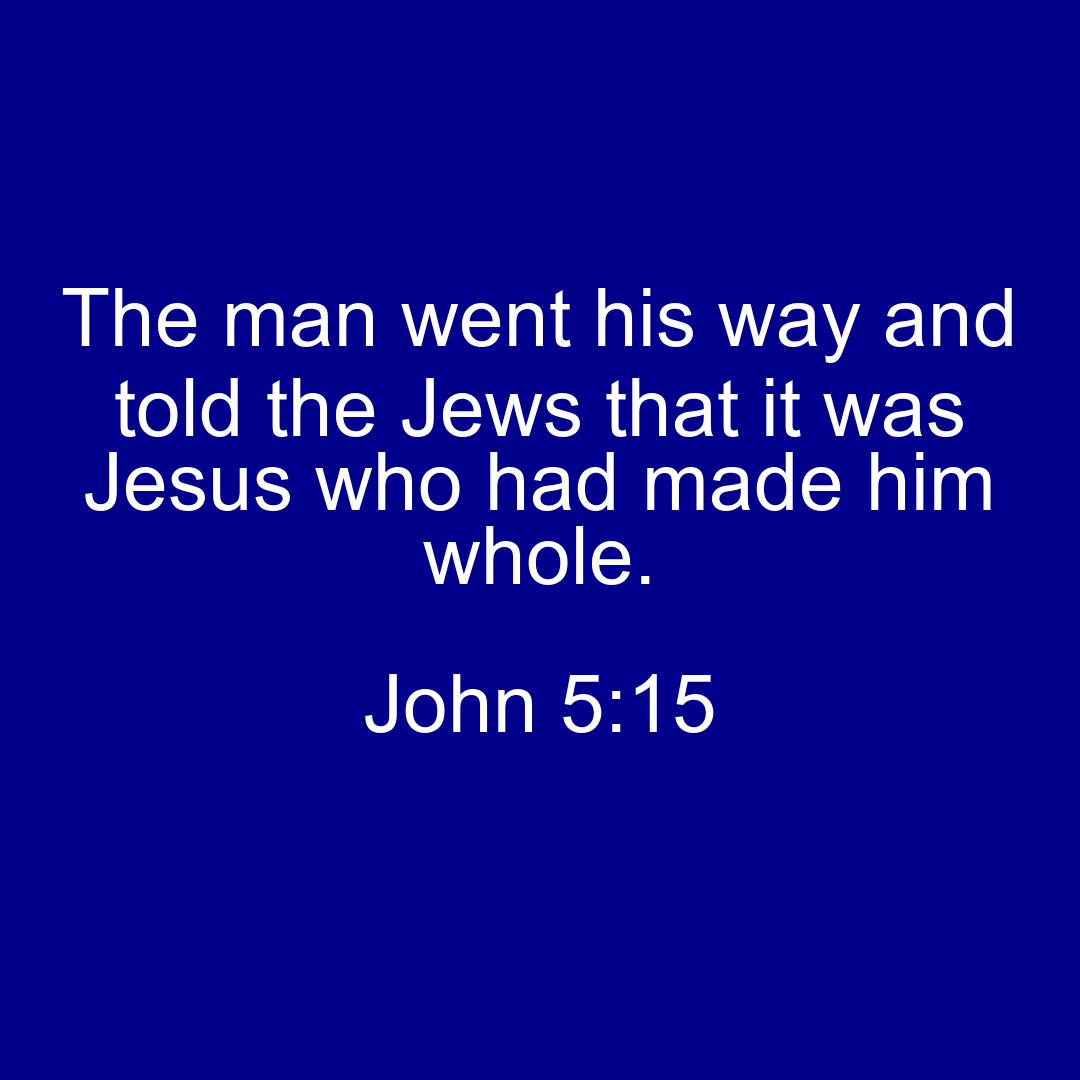 The man went his way and
told the Jews that it was
Jesus who had made him
whole.
John 5:15